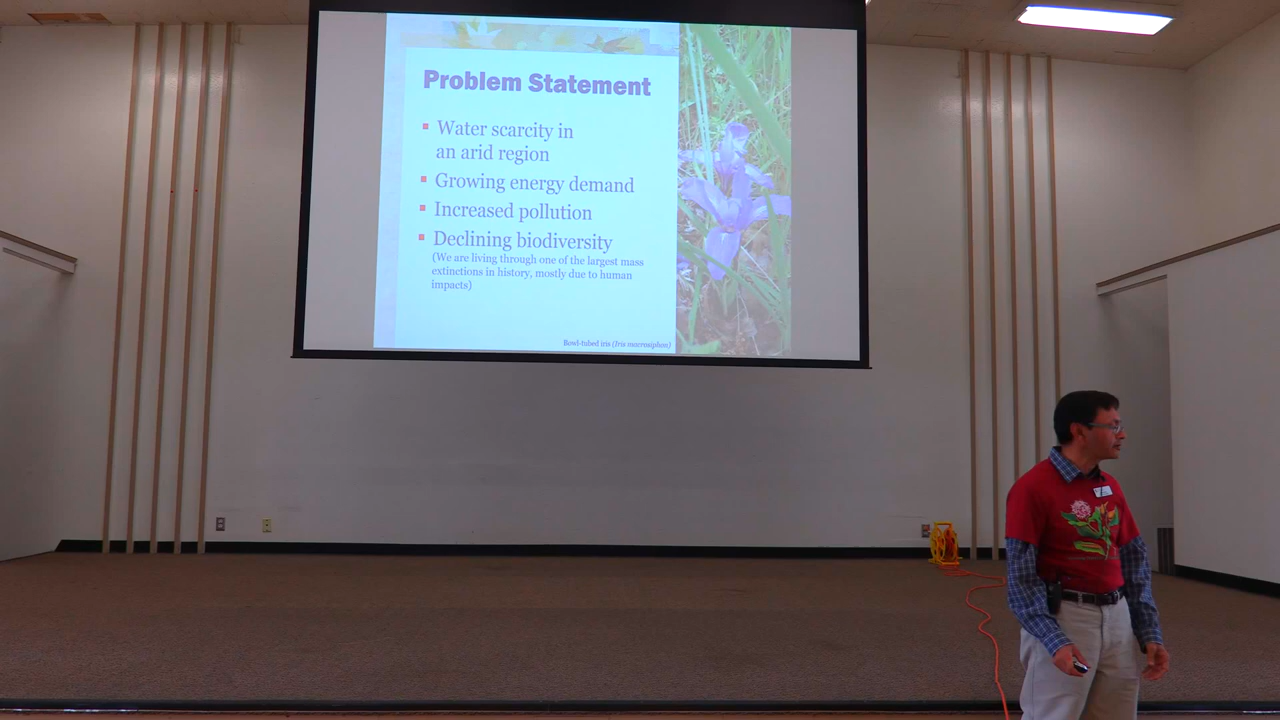 Problem Statement
Water scarcity in
an arid region
Growing energy demand
Increased pollution
Declining biodiversity
(We are living through one of the largest mass
extinctions in history, mostly due to human
impacts)
Bowl-tubed iris (Iris macrosiphon)